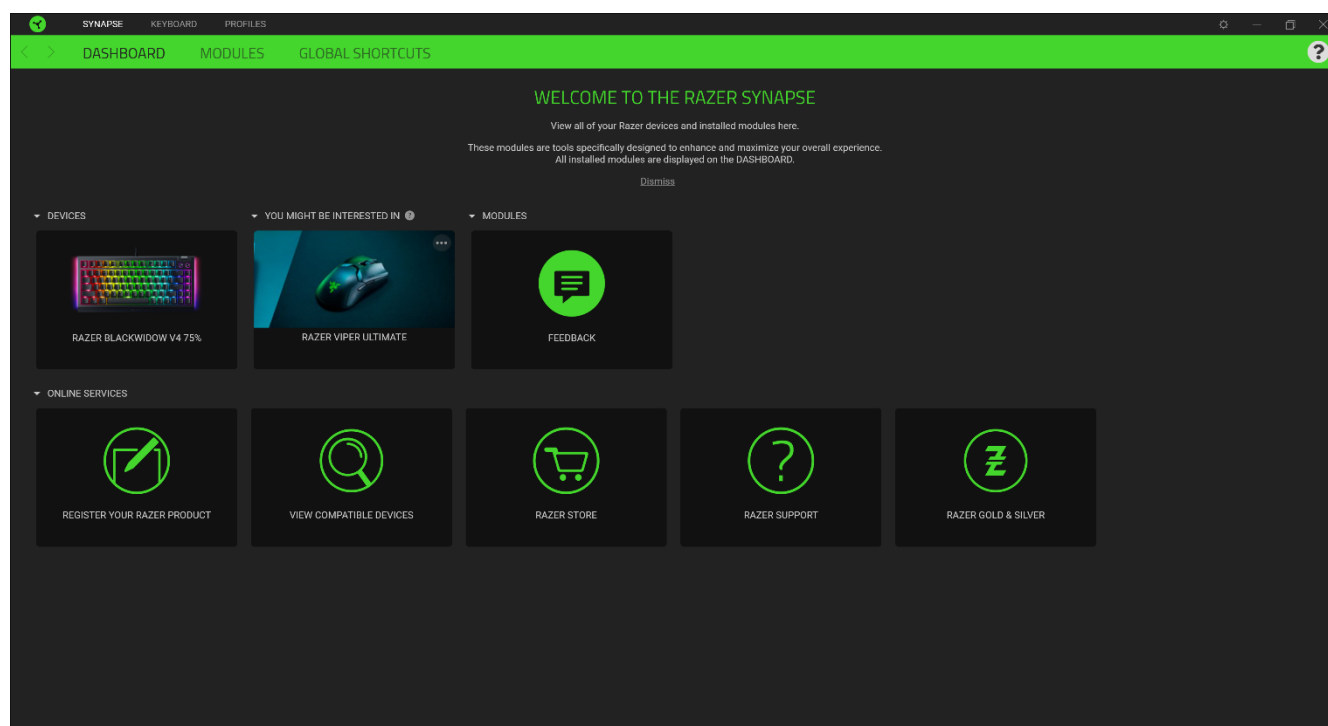 SYNAPSE KEYBOARD PROFILES
DASHBOARD MODULES GLOBAL SHORTCUTS
?
WELCOME TO THE RAZER SYNAPSE
View all of your Razer devices and installed modules here.
These modules are tools specifically designed to enhance and maximize your overall experience.
All installed modules are displayed on the DASHBOARD.
Dismiss
DEVICES
YOU MIGHT BE INTERESTED IN ?
MODULES
RAZER BLACKWIDOW V4 75%
RAZER VIPER ULTIMATE
FEEDBACK
ONLINE SERVICES
REGISTER YOUR RAZER PRODUCT
VIEW COMPATIBLE DEVICES
RAZER STORE
?
RAZER SUPPORT
RAZER GOLD & SILVER